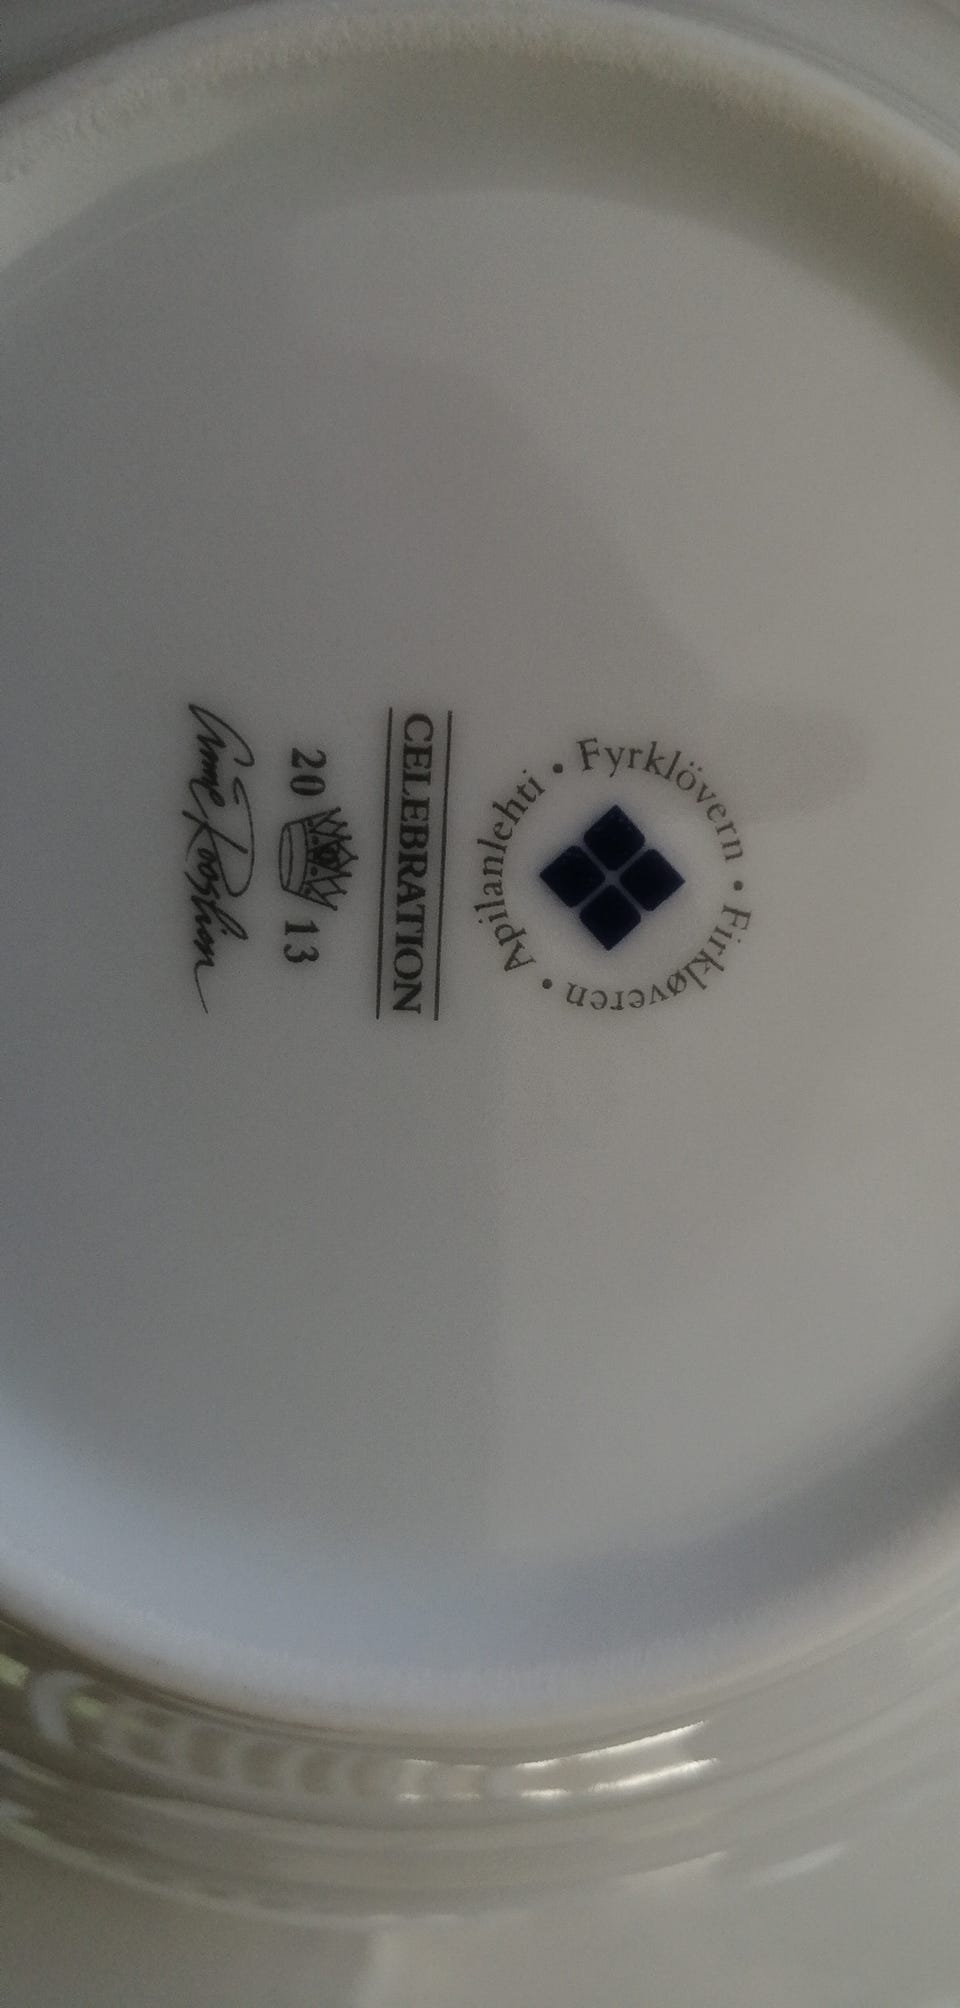 Fyrklövern • Firkløveren • Apilanlehti •
CELEBRATION
20 13